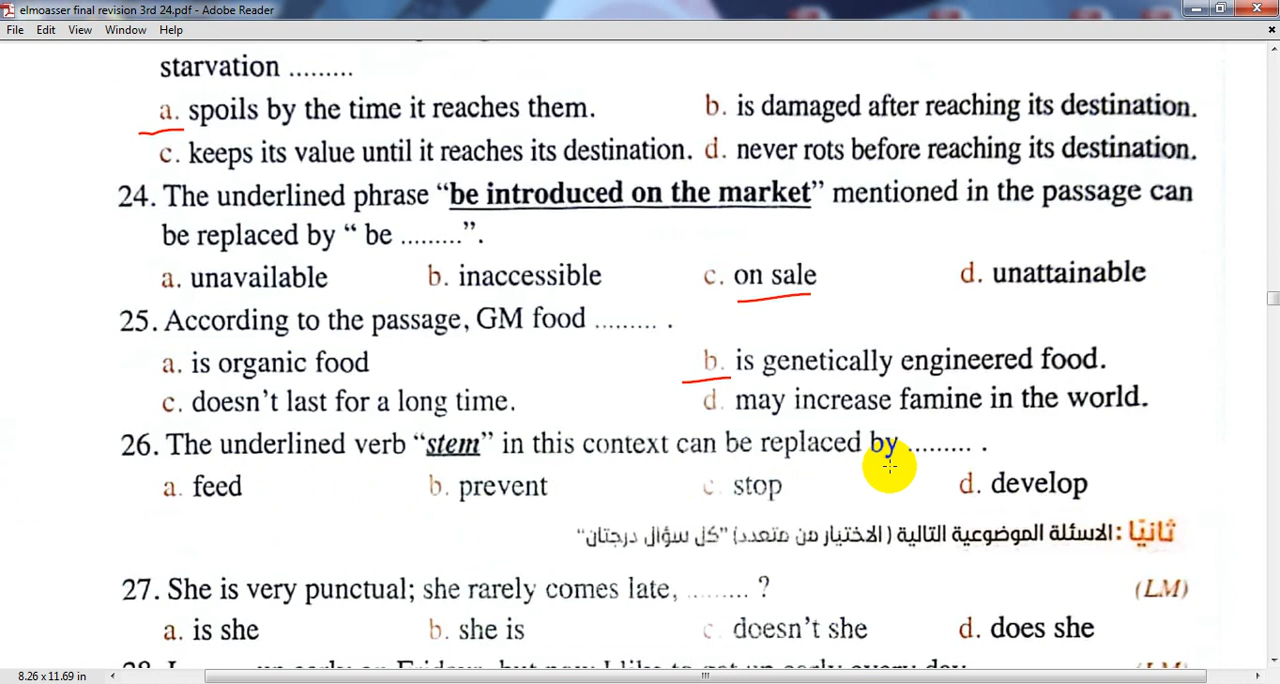 elmoasser final revision 3rd 24.pdf - Adobe Reader
File Edit View Window Help
starvation .........
a. spoils by the time it reaches them. b. is damaged after reaching its destination.
c. keeps its value until it reaches its destination. d. never rots before reaching its destination.
24. The underlined phrase “be introduced on the market” mentioned in the passage can
be replaced by “ be .........”.
a. unavailable b. inaccessible c. on sale d. unattainable
25. According to the passage, GM food ......... .
a. is organic food b. is genetically engineered food.
c. doesn’t last for a long time. d. may increase famine in the world.
26. The underlined verb “stem” in this context can be replaced by ......... .
a. feed b. prevent c. stop d. develop
ثانيًا : الاسئلة الموضوعية التالية ( الاختيار من متعدد) "كل سؤال درجتان"
27. She is very punctual; she rarely comes late, ......... ? (LM)
a. is she b. she is c. doesn’t she d. does she
8.26 x 11.69 in